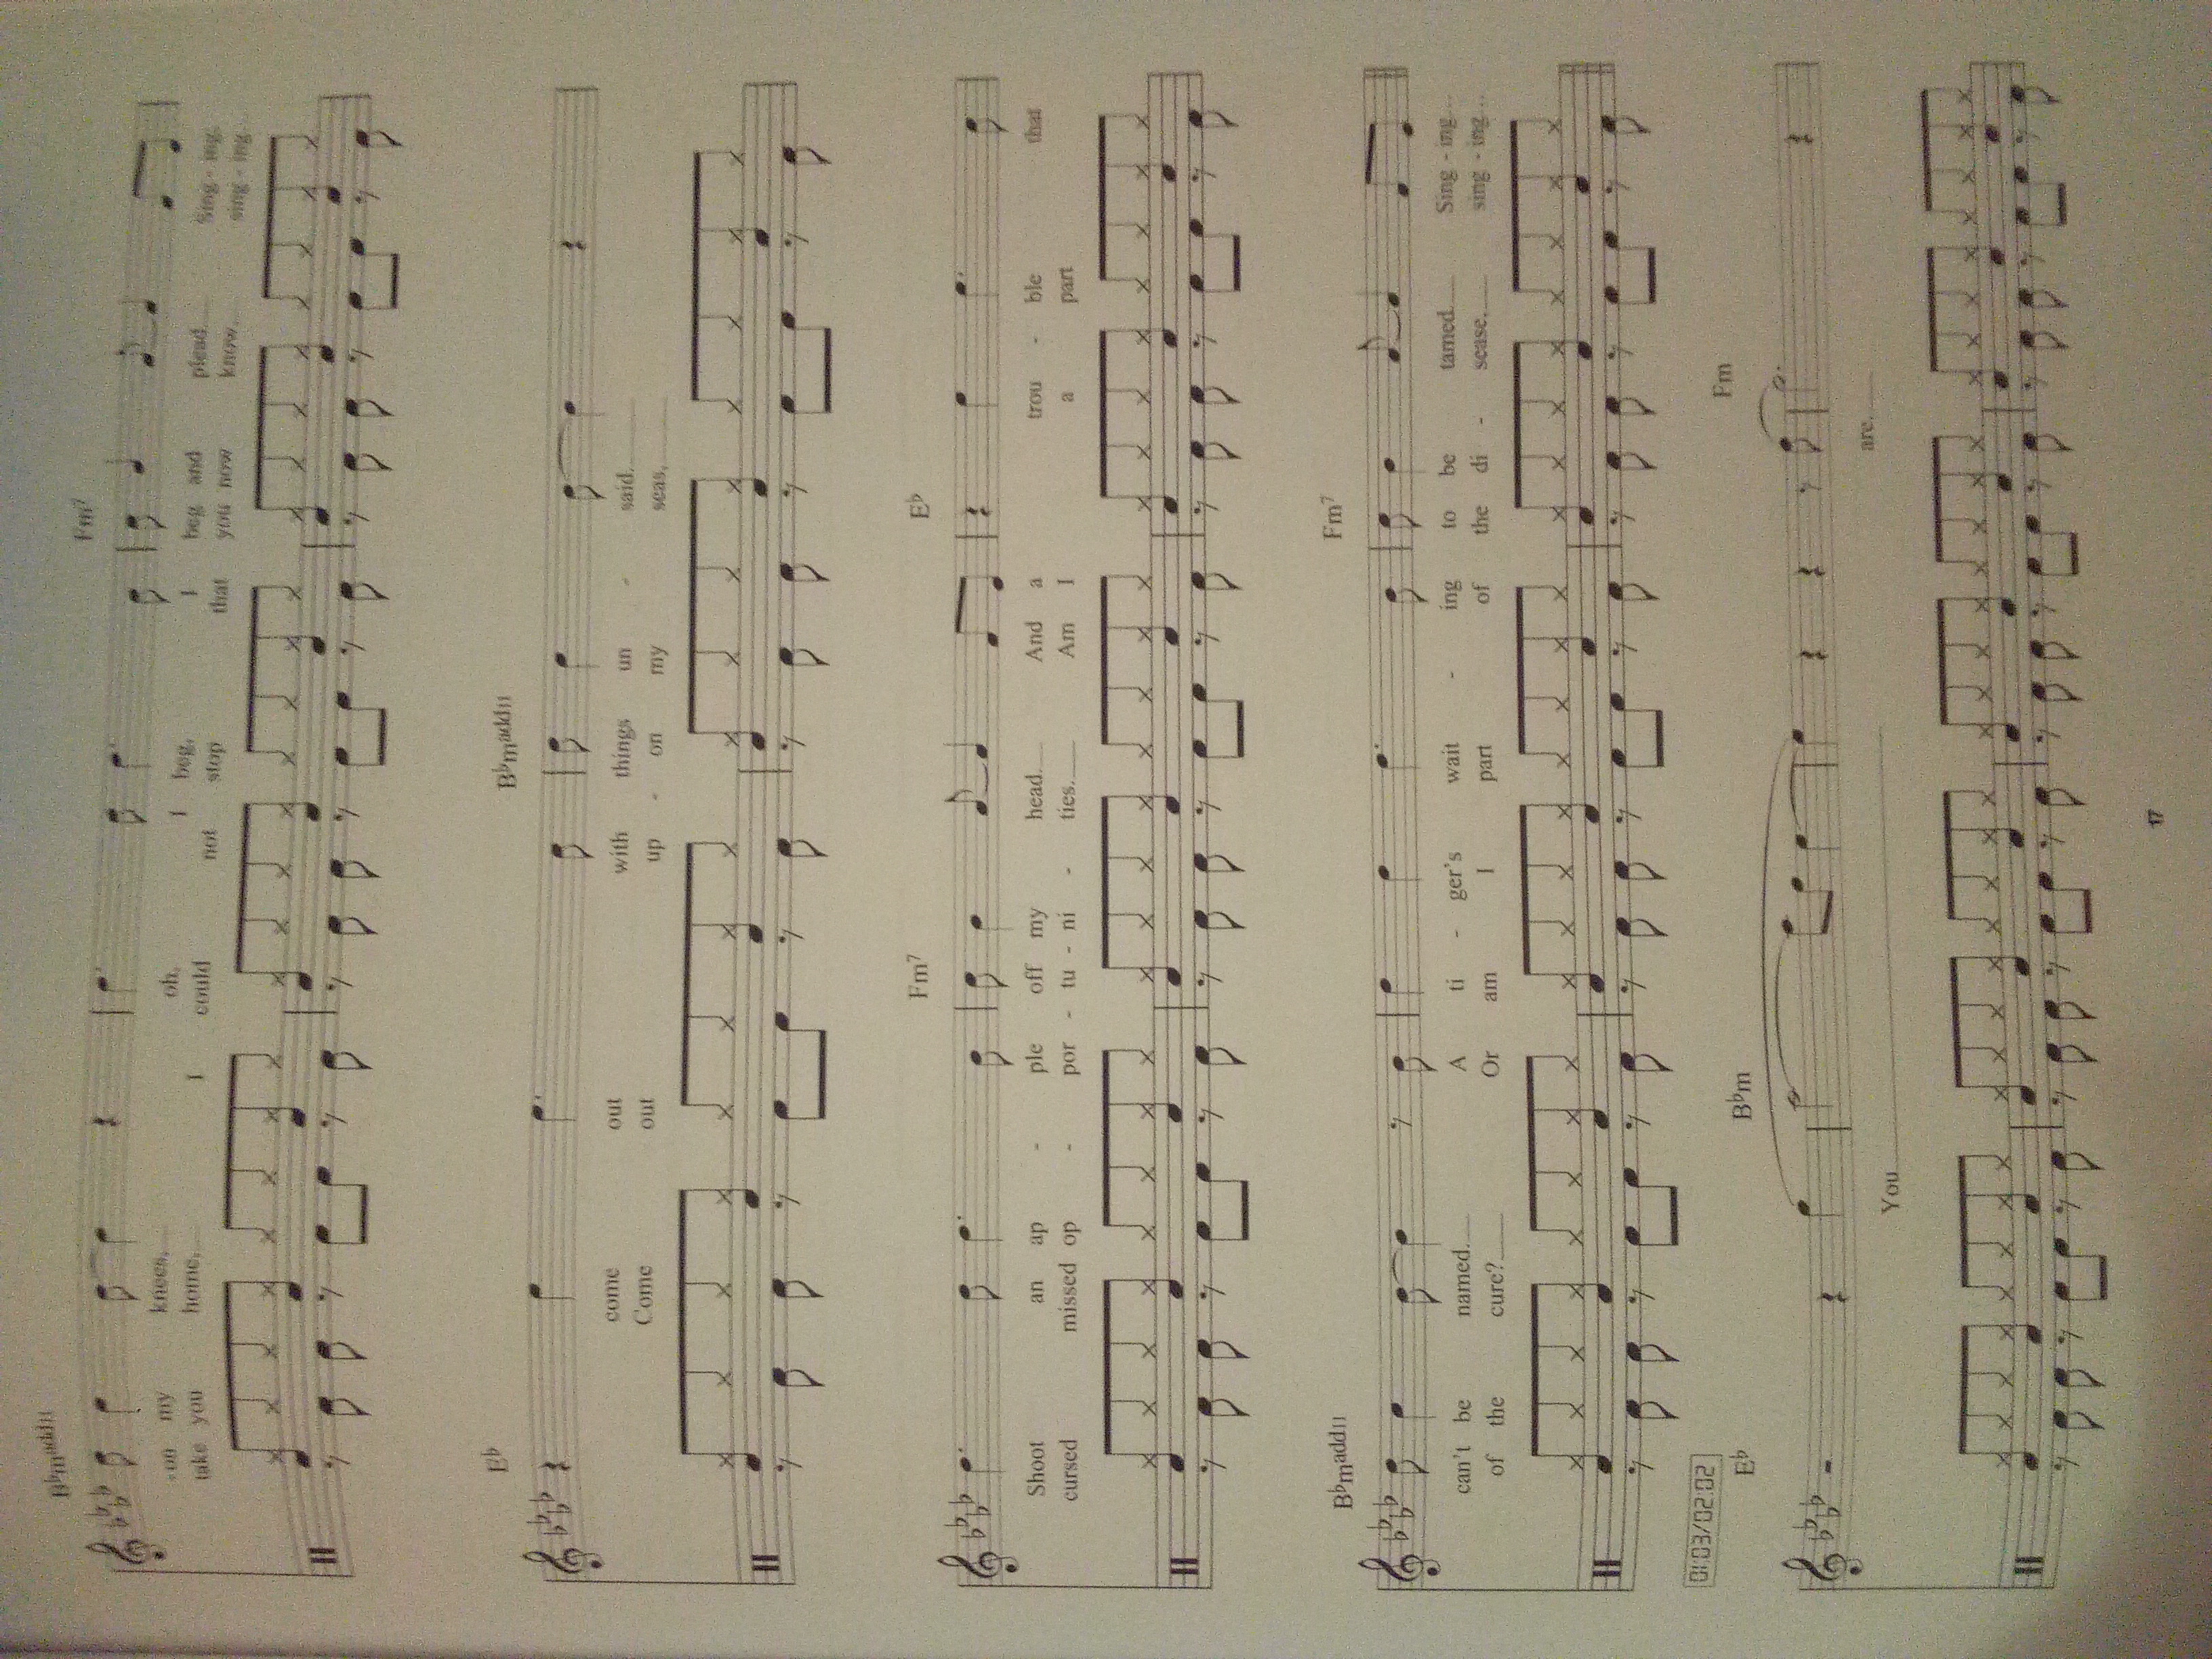 B♭madd11 Fm7
my knees, I oh, I beg, I beg and plead Sing - ing,
take you home, could not stop that you now know, sing - ing...
E♭ B♭madd11
come out with things un - said.
Come out up - on my seas,
Fm7 E♭
Shoot an ap - ple off my head And a trou - ble that
cursed missed op - por - tu - ni - ties. Am I a part
B♭madd11 Fm7
can't be named. A ti - ger's wait - ing to be tamed Sing - ing...
of the cure? Or am I part of the di - sease, sing - ing...
01:03/02:02
E♭ B♭m Fm
You are.
17